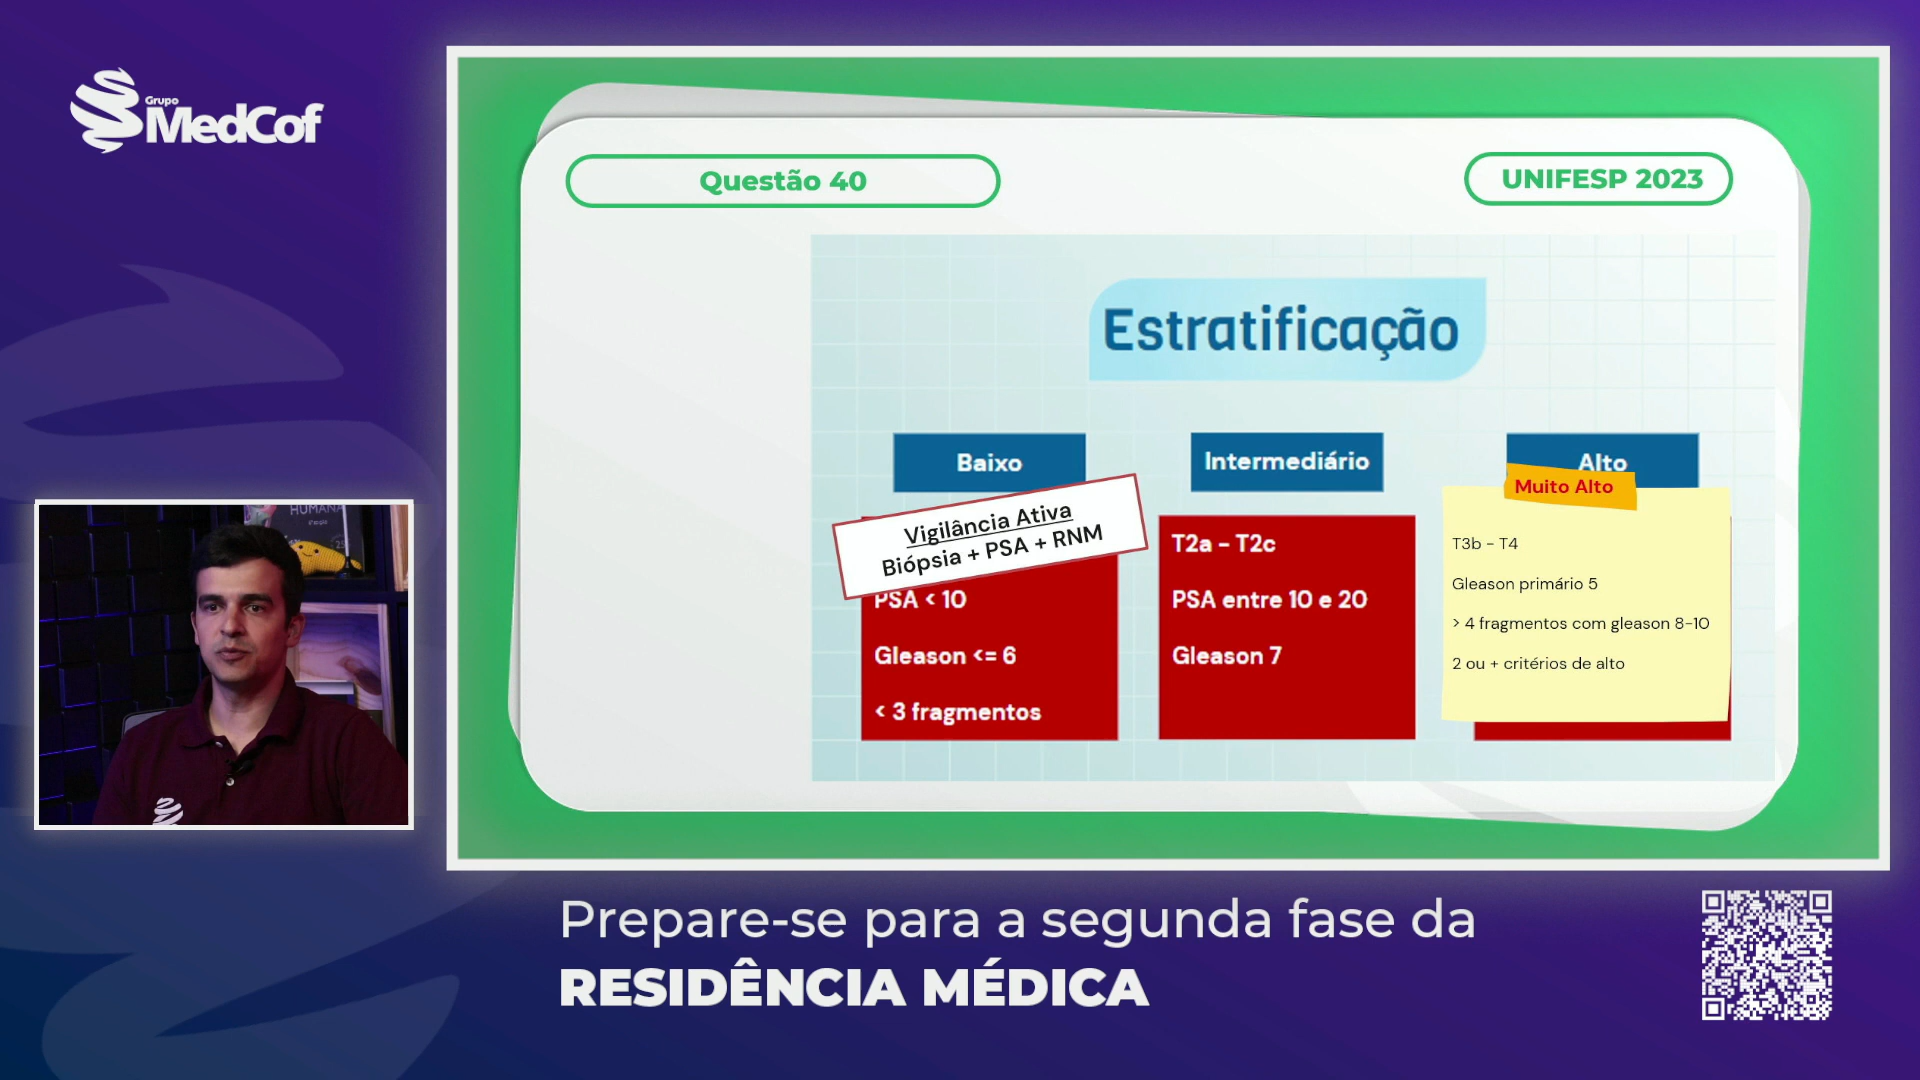 Grupo
MedCof
Questão 40
UNIFESP 2023
Estratificação
Baixo
Intermediário
Alto
Muito Alto
Vigilância Ativa
Biópsia + PSA + RNM
PSA < 10
Gleason <= 6
< 3 fragmentos
T2a - T2c
PSA entre 10 e 20
Gleason 7
T3b - T4
Gleason primário 5
> 4 fragmentos com gleason 8-10
2 ou + critérios de alto
HUMANA
Prepare-se para a segunda fase da
RESIDÊNCIA MÉDICA